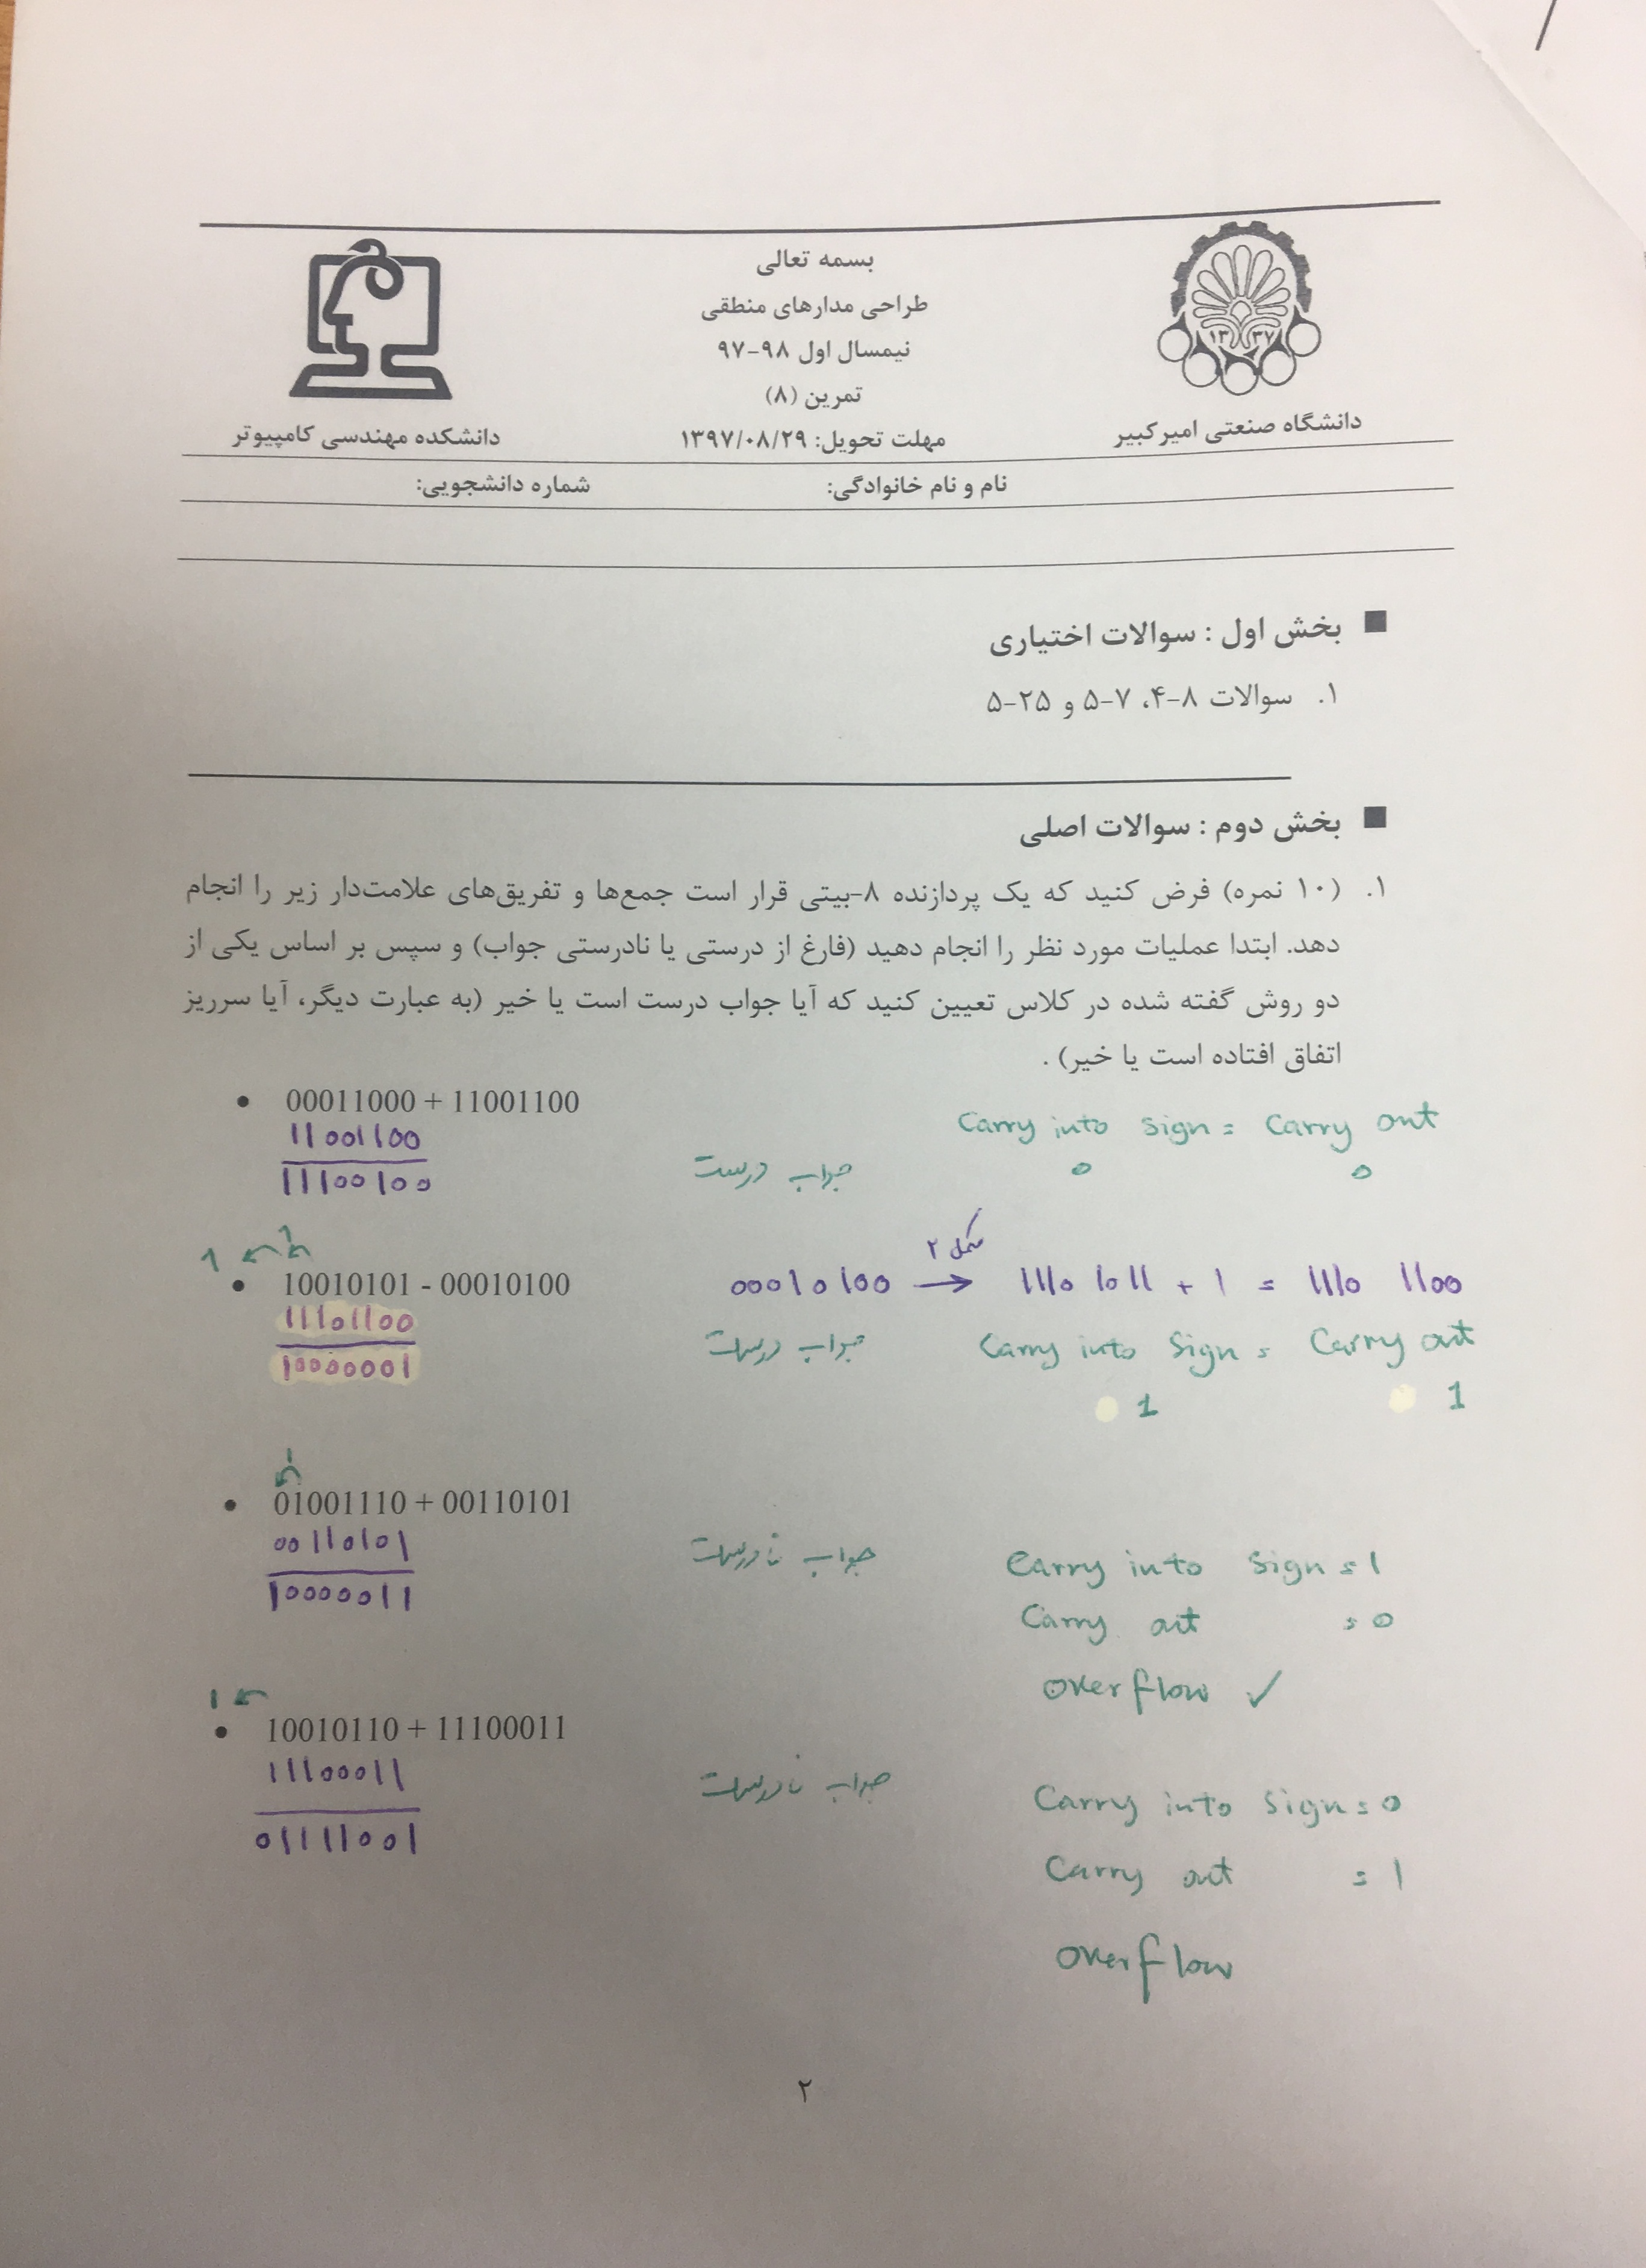 بسمه تعالی
طراحی مدارهای منطقی
نیمسال اول ۹۸-۹۷
تمرین (۸)
۱۳۳۷
دانشگاه صنعتی امیرکبیر
مهلت تحویل: ۱۳۹۷/۰۸/۲۹
دانشکده مهندسی کامپیوتر
نام و نام خانوادگی: شماره دانشجویی:
■ بخش اول : سوالات اختیاری
۱. سوالات ۸-۴، ۷-۵ و ۲۵-۵
■ بخش دوم : سوالات اصلی
۱. (۱۰ نمره) فرض کنید که یک پردازنده ۸-بیتی قرار است جمع‌ها و تفریق‌های علامت‌دار زیر را انجام
دهد. ابتدا عملیات مورد نظر را انجام دهید (فارغ از درستی یا نادرستی جواب) و سپس بر اساس یکی از
دو روش گفته شده در کلاس تعیین کنید که آیا جواب درست است یا خیر (به عبارت دیگر، آیا سرریز
اتفاق افتاده است یا خیر) .
• 00011000 + 11001100
11001100
11100100
جواب درست
Carry into sign = Carry out
0 0
1 1
• 10010101 - 00010100
11101100
10000001
مکمل ۲
00010100 → 1110 1011 + 1 = 1110 1100
جواب درست
Carry into sign = Carry out
1 1
1
• 01001110 + 00110101
00110101
10000011
جواب نادرست
Carry into sign = 1
Carry out = 0
overflow ✓
1
• 10010110 + 11100011
11100011
01111001
جواب نادرست
Carry into sign = 0
Carry out = 1
overflow
۲